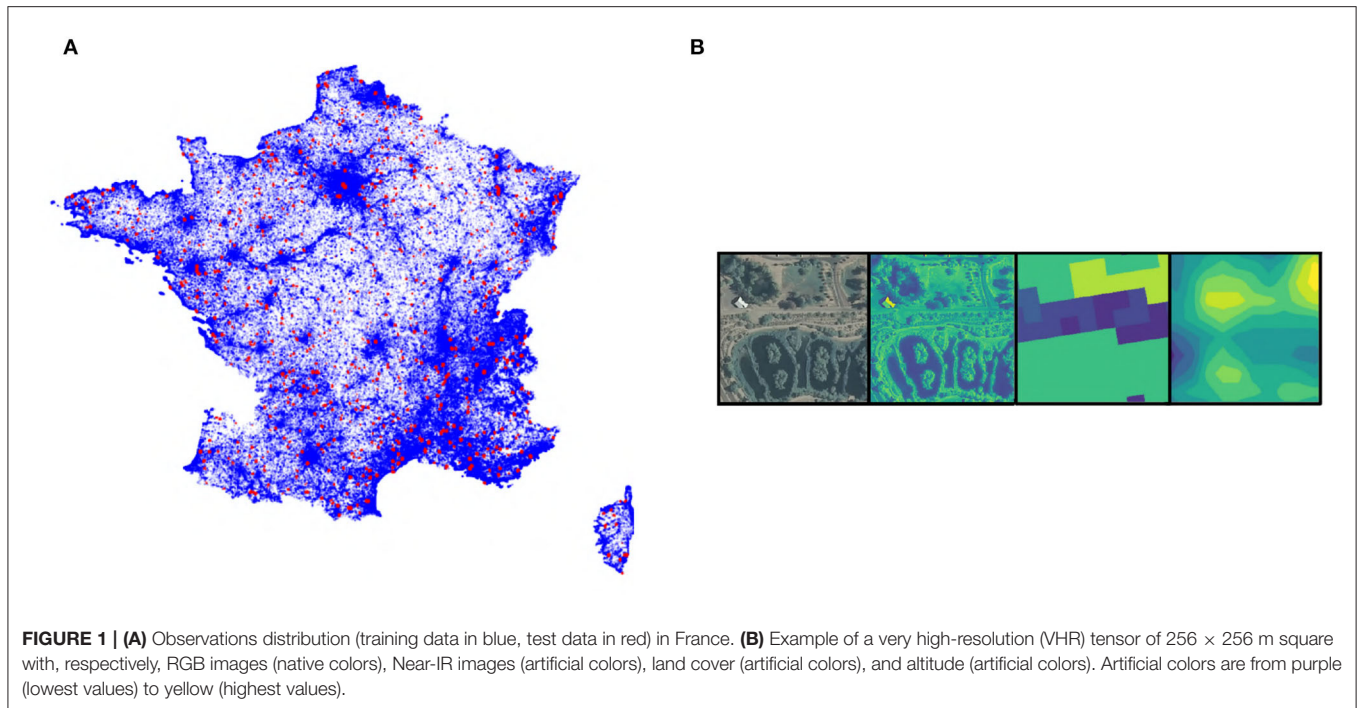 A
B
FIGURE 1 | (A) Observations distribution (training data in blue, test data in red) in France. (B) Example of a very high-resolution (VHR) tensor of 256 × 256 m square
with, respectively, RGB images (native colors), Near-IR images (artificial colors), land cover (artificial colors), and altitude (artificial colors). Artificial colors are from purple
(lowest values) to yellow (highest values).